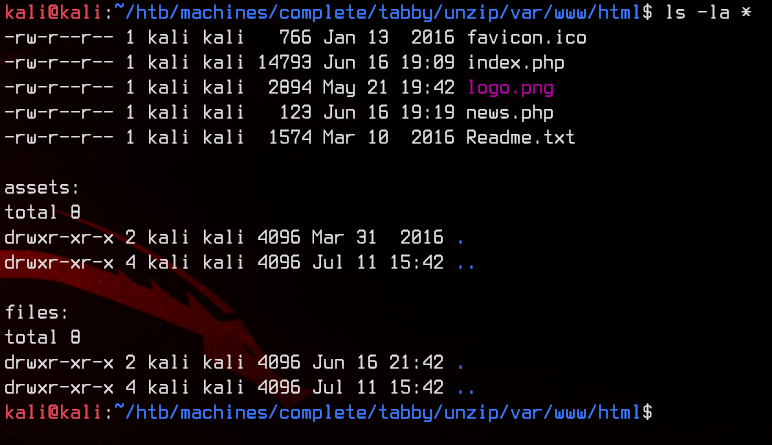 kali@kali:~/htb/machines/complete/tabby/unzip/var/www/html$ ls -la *
-rw-r--r-- 1 kali kali   766 Jan 13  2016 favicon.ico
-rw-r--r-- 1 kali kali 14793 Jun 16 19:09 index.php
-rw-r--r-- 1 kali kali  2894 May 21 19:42 logo.png
-rw-r--r-- 1 kali kali   123 Jun 16 19:19 news.php
-rw-r--r-- 1 kali kali  1574 Mar 10  2016 Readme.txt

assets:
total 8
drwxr-xr-x 2 kali kali 4096 Mar 31  2016 .
drwxr-xr-x 4 kali kali 4096 Jul 11 15:42 ..

files:
total 8
drwxr-xr-x 2 kali kali 4096 Jun 16 21:42 .
drwxr-xr-x 4 kali kali 4096 Jul 11 15:42 ..
kali@kali:~/htb/machines/complete/tabby/unzip/var/www/html$